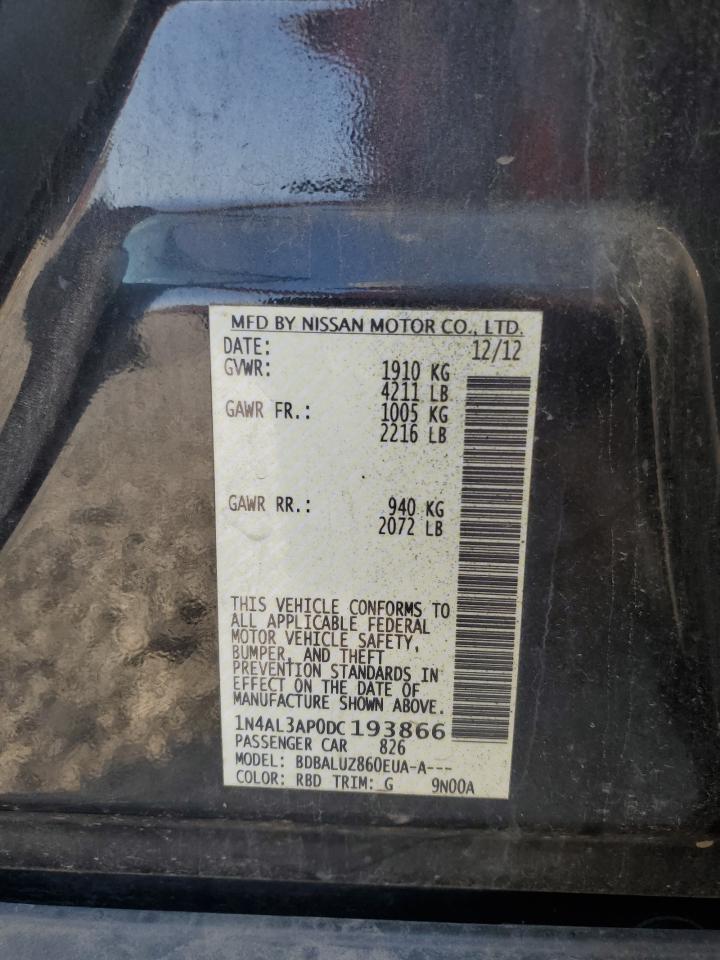 MFD BY NISSAN MOTOR CO., LTD.
DATE: 12/12
GVWR: 1910 KG
4211 LB
GAWR FR.: 1005 KG
2216 LB
GAWR RR.: 940 KG
2072 LB
THIS VEHICLE CONFORMS TO
ALL APPLICABLE FEDERAL
MOTOR VEHICLE SAFETY,
BUMPER, AND THEFT
PREVENTION STANDARDS IN
EFFECT ON THE DATE OF
MANUFACTURE SHOWN ABOVE.
1N4AL3AP0DC193866
PASSENGER CAR 826
MODEL: BDBALUZ860EUA-A---
COLOR: RBD TRIM: G 9N00A